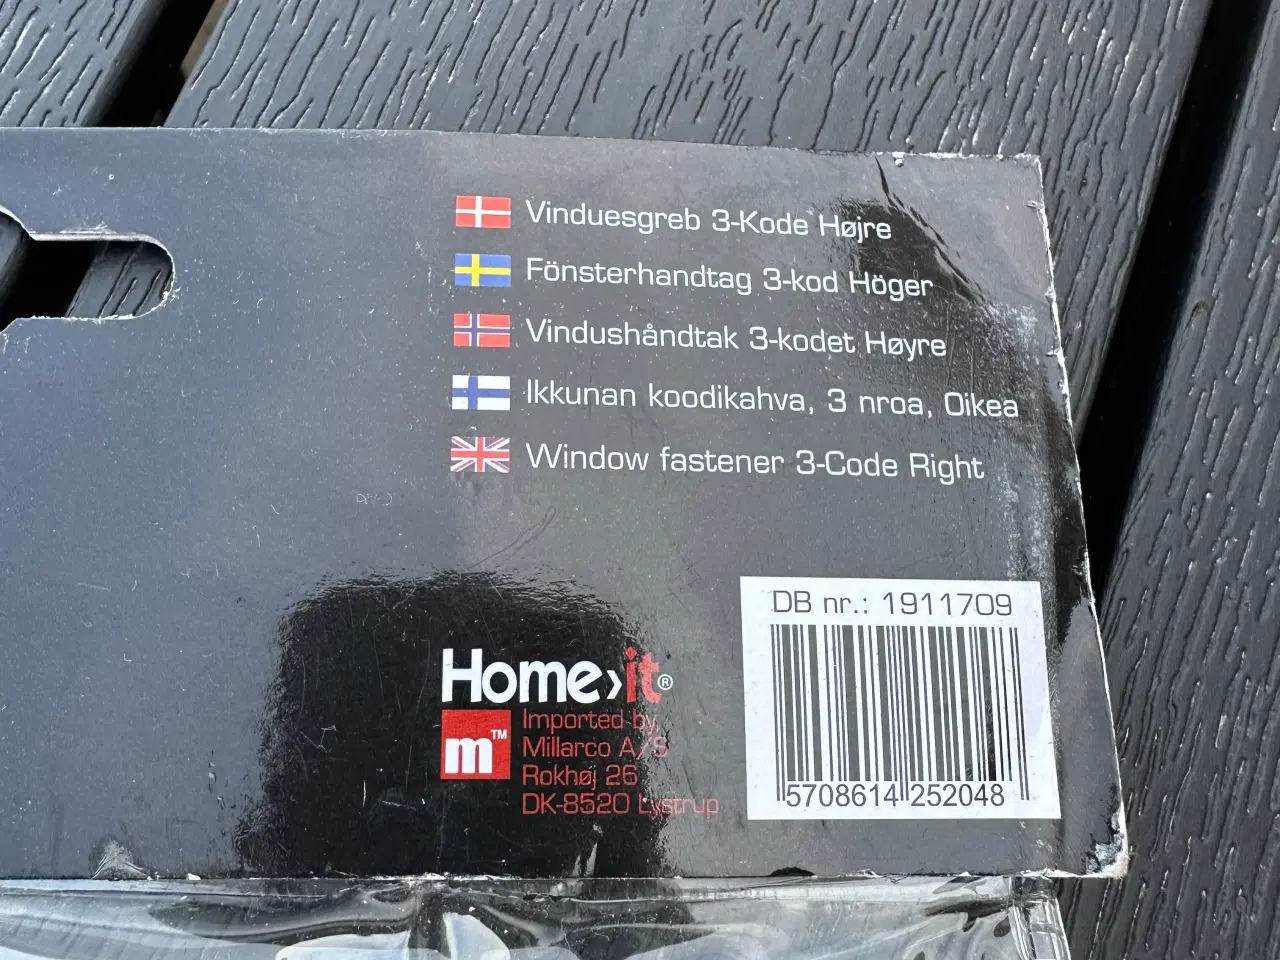 Vinduesgreb 3-Kode Højre
Fönsterhandtag 3-kod Höger
Vindushåndtak 3-kodet Høyre
Ikkunan koodikahva, 3 nroa, Oikea
Window fastener 3-Code Right
DB nr.: 1911709
5708614 252048
Home›it®
m™
Imported by
Millarco A/S
Rokhøj 26
DK-8520 Lystrup